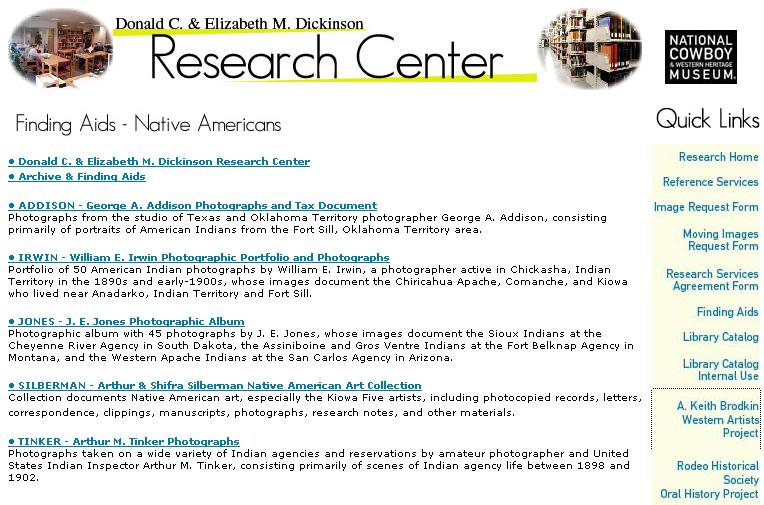 Donald C. & Elizabeth M. Dickinson
Research Center
NATIONAL
COWBOY
& WESTERN HERITAGE
MUSEUM.
Finding Aids - Native Americans
• Donald C. & Elizabeth M. Dickinson Research Center
• Archive & Finding Aids
• ADDISON - George A. Addison Photographs and Tax Document
Photographs from the studio of Texas and Oklahoma Territory photographer George A. Addison, consisting
primarily of portraits of American Indians from the Fort Sill, Oklahoma Territory area.
• IRWIN - William E. Irwin Photographic Portfolio and Photographs
Portfolio of 50 American Indian photographs by William E. Irwin, a photographer active in Chickasha, Indian
Territory in the 1890s and early-1900s, whose images document the Chiricahua Apache, Comanche, and Kiowa
who lived near Anadarko, Indian Territory and Fort Sill.
• JONES - J. E. Jones Photographic Album
Photographic album with 45 photographs by J. E. Jones, whose images document the Sioux Indians at the
Cheyenne River Agency in South Dakota, the Assiniboine and Gros Ventre Indians at the Fort Belknap Agency in
Montana, and the Western Apache Indians at the San Carlos Agency in Arizona.
• SILBERMAN - Arthur & Shifra Silberman Native American Art Collection
Collection documents Native American art, especially the Kiowa Five artists, including photocopied records, letters,
correspondence, clippings, manuscripts, photographs, research notes, and other materials.
• TINKER - Arthur M. Tinker Photographs
Photographs taken on a wide variety of Indian agencies and reservations by amateur photographer and United
States Indian Inspector Arthur M. Tinker, consisting primarily of scenes of Indian agency life between 1898 and
1902.
Quick Links
Research Home
Reference Services
Image Request Form
Moving Images
Request Form
Research Services
Agreement Form
Finding Aids
Library Catalog
Library Catalog
Internal Use
A. Keith Brodkin
Western Artists
Project
Rodeo Historical
Society
Oral History Project